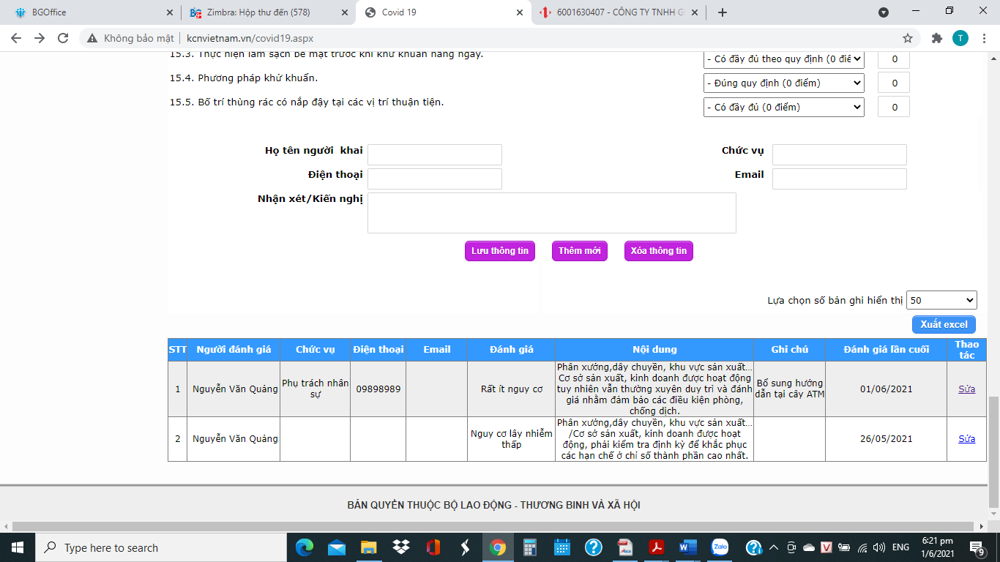 BGOffice
Zimbra: Hộp thư đến (578)
Covid 19
6001630407 - CÔNG TY TNHH G
Không bảo mật
kcnvietnam.vn/covid19.aspx
T
15.3. Thực hiện làm sạch bề mặt trước khi khử khuẩn hàng ngày.
- Có đầy đủ theo quy định (0 điể
0
15.4. Phương pháp khử khuẩn.
- Đúng quy định (0 điểm)
0
15.5. Bố trí thùng rác có nắp đậy tại các vị trí thuận tiện.
- Có đầy đủ (0 điểm)
0
Họ tên người khai
Chức vụ
Điện thoại
Email
Nhận xét/Kiến nghị
Lưu thông tin
Thêm mới
Xóa thông tin
Lựa chọn số bản ghi hiển thị
50
Xuất excel
STT Người đánh giá Chức vụ Điện thoại Email Đánh giá Nội dung Ghi chú Đánh giá lần cuối Thao
tác
1
Nguyễn Văn Quảng
Phụ trách nhân
sự
09898989
Rất ít nguy cơ
Phân xưởng,dây chuyền, khu vực sản xuất...
Cơ sở sản xuất, kinh doanh được hoạt động
tuy nhiên vẫn thường xuyên duy trì và đánh
giá nhằm đảm bảo các điều kiện phòng,
chống dịch.
Bổ sung hướng
dẫn tại cây ATM
01/06/2021
Sửa
2
Nguyễn Văn Quảng
Nguy cơ lây nhiễm
thấp
Phân xưởng,dây chuyền, khu vực sản xuất...
/Cơ sở sản xuất, kinh doanh được hoạt
động, phải kiểm tra định kỳ để khắc phục
các hạn chế ở chỉ số thành phần cao nhất.
26/05/2021
Sửa
BẢN QUYỀN THUỘC BỘ LAO ĐỘNG - THƯƠNG BINH VÀ XÃ HỘI
Type here to search
Zalo
ENG
6:21 pm
1/6/2021
9